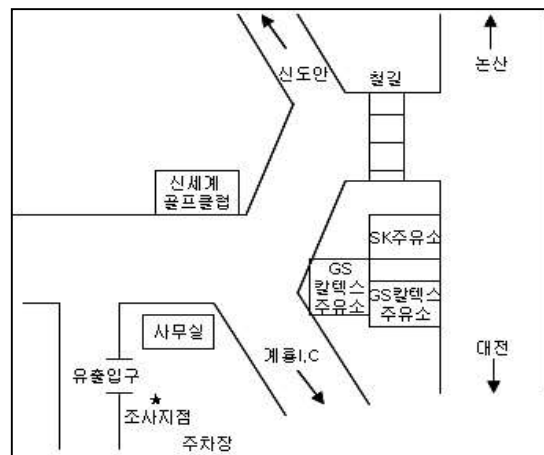 신도안
철길
논산
신세계
골프클럽
SK주유소
GS
칼텍스
주유소
GS칼텍스
주유소
사무실
계룡I.C
대전
유출입구
★
조사지점
주차장